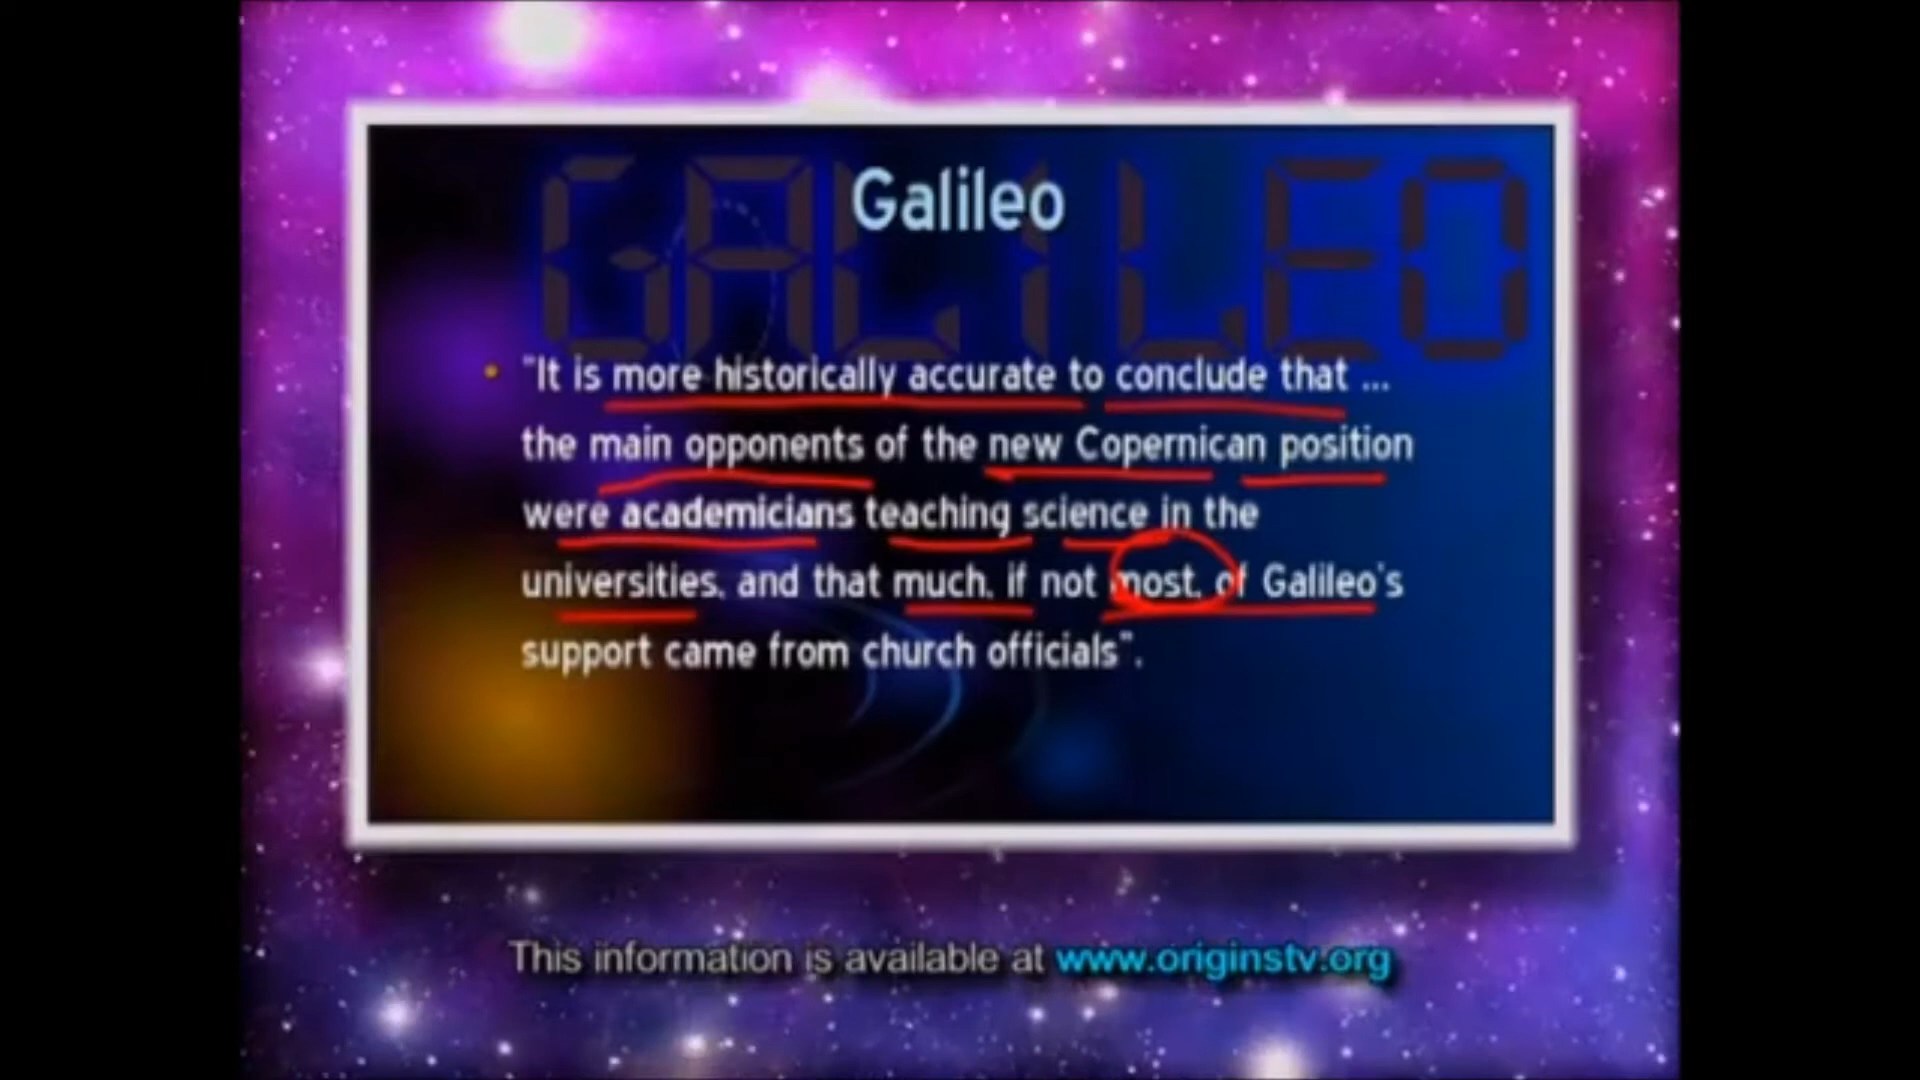 GALILEO
Galileo
• "It is more historically accurate to conclude that ...
the main opponents of the new Copernican position
were academicians teaching science in the
universities, and that much, if not most, of Galileo's
support came from church officials".
This information is available at www.originstv.org